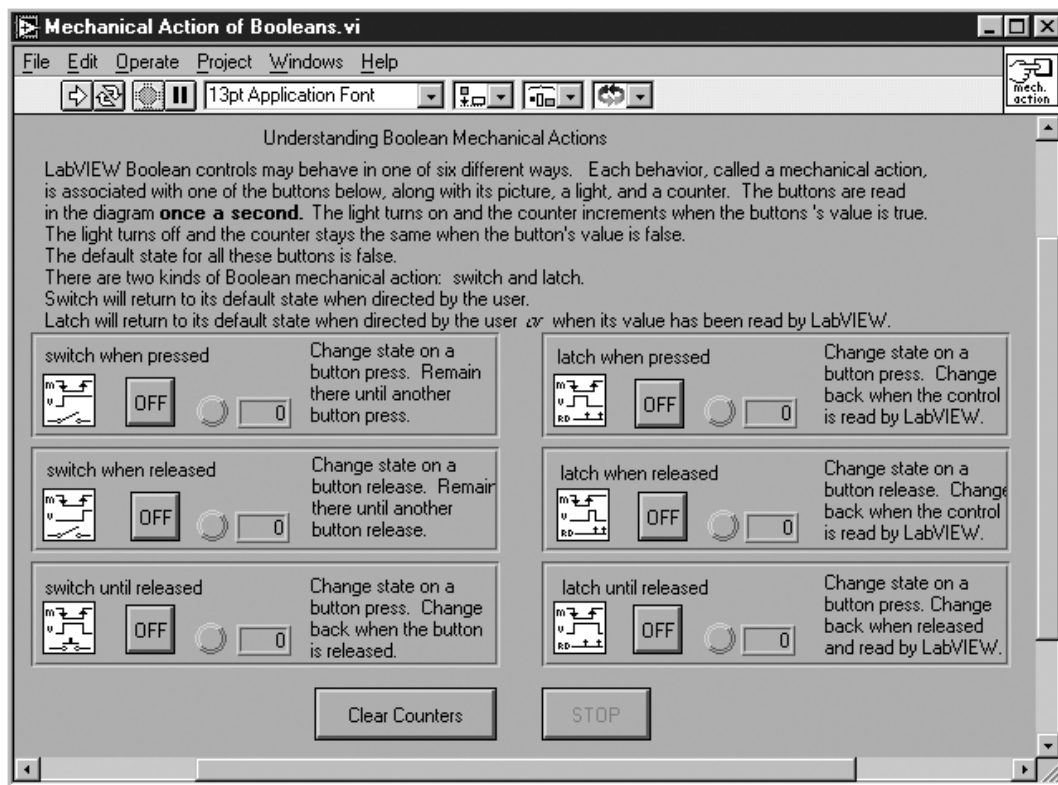 Mechanical Action of Booleans.vi
File Edit Operate Project Windows Help
13pt Application Font
mech.
action
Understanding Boolean Mechanical Actions
LabVIEW Boolean controls may behave in one of six different ways. Each behavior, called a mechanical action,
is associated with one of the buttons below, along with its picture, a light, and a counter. The buttons are read
in the diagram once a second. The light turns on and the counter increments when the buttons 's value is true.
The light turns off and the counter stays the same when the button's value is false.
The default state for all these buttons is false.
There are two kinds of Boolean mechanical action: switch and latch.
Switch will return to its default state when directed by the user.
Latch will return to its default state when directed by the user or when its value has been read by LabVIEW.
switch when pressed
m
v
OFF
0
Change state on a
button press. Remain
there until another
button press.
latch when pressed
m
v
RD
OFF
0
Change state on a
button press. Change
back when the control
is read by LabVIEW.
switch when released
m
v
OFF
0
Change state on a
button release. Remain
there until another
button release.
latch when released
m
v
RD
OFF
0
Change state on a
button release. Change
back when the control
is read by LabVIEW.
switch until released
m
v
OFF
0
Change state on a
button press. Change
back when the button
is released.
latch until released
m
v
RD
OFF
0
Change state on a
button press. Change
back when released
and read by LabVIEW.
Clear Counters
STOP